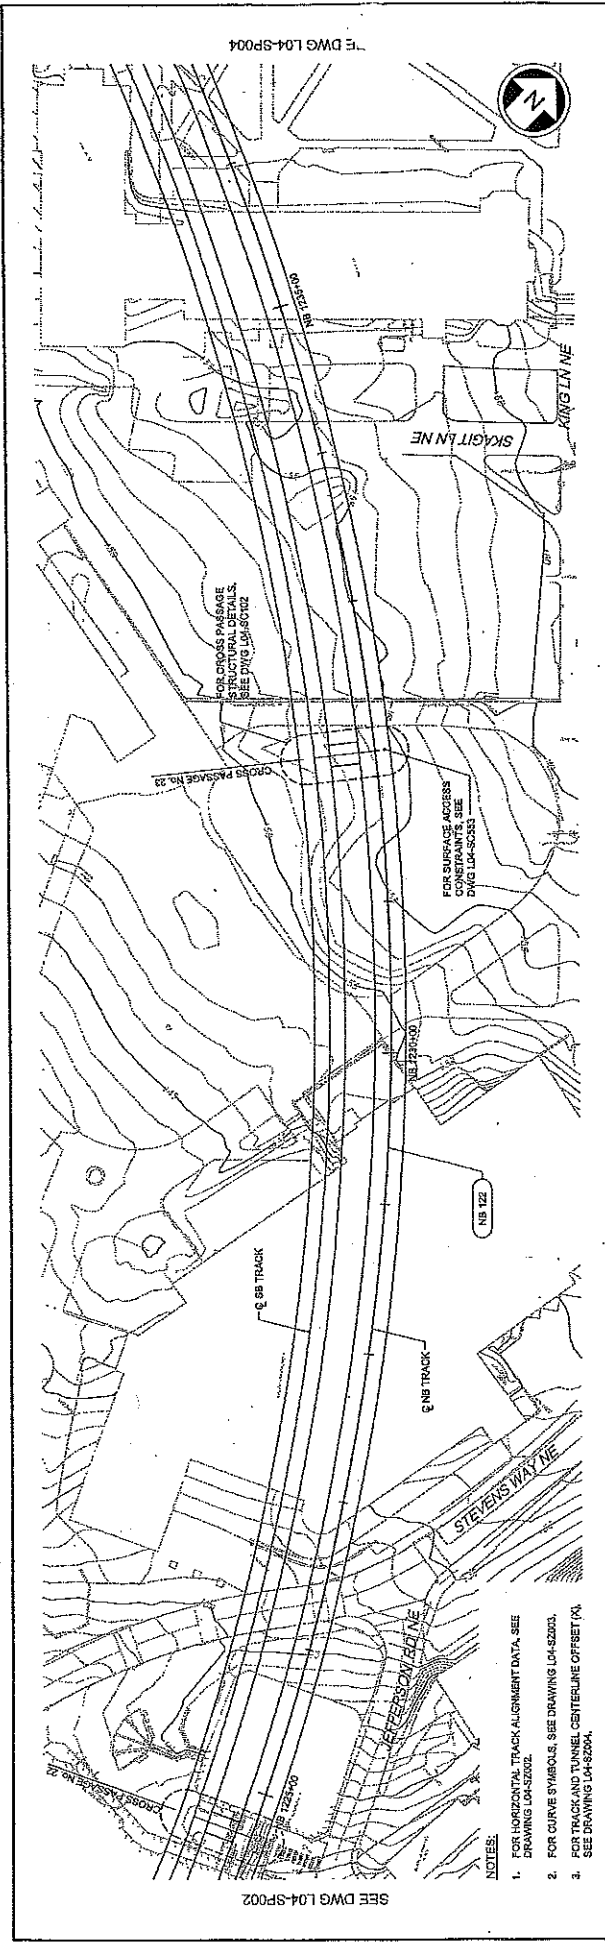 SEE DWG L04-SP002
E DWG L04-SP004
N
CROSS PASSAGE No.
NB 1225+00
JEFFERSON RD NE
STEVENS WAY NE
℄ SB TRACK
℄ NB TRACK
NB 122
NB 1230+00
CROSS PASSAGE No. 23
FOR CROSS PASSAGE
STRUCTURAL DETAILS,
SEE DWG L04-SC102
FOR SURFACE ACCESS
CONSTRAINTS, SEE
DWG L04-SC553
SKAGIT LN NE
KING LN NE
NB 1235+00
NOTES:
1. FOR HORIZONTAL TRACK ALIGNMENT DATA, SEE
DRAWING L04-SZ002.
2. FOR CURVE SYMBOLS, SEE DRAWING L04-SZ003.
3. FOR TRACK AND TUNNEL CENTERLINE OFFSET (X),
SEE DRAWING L04-SZ004.